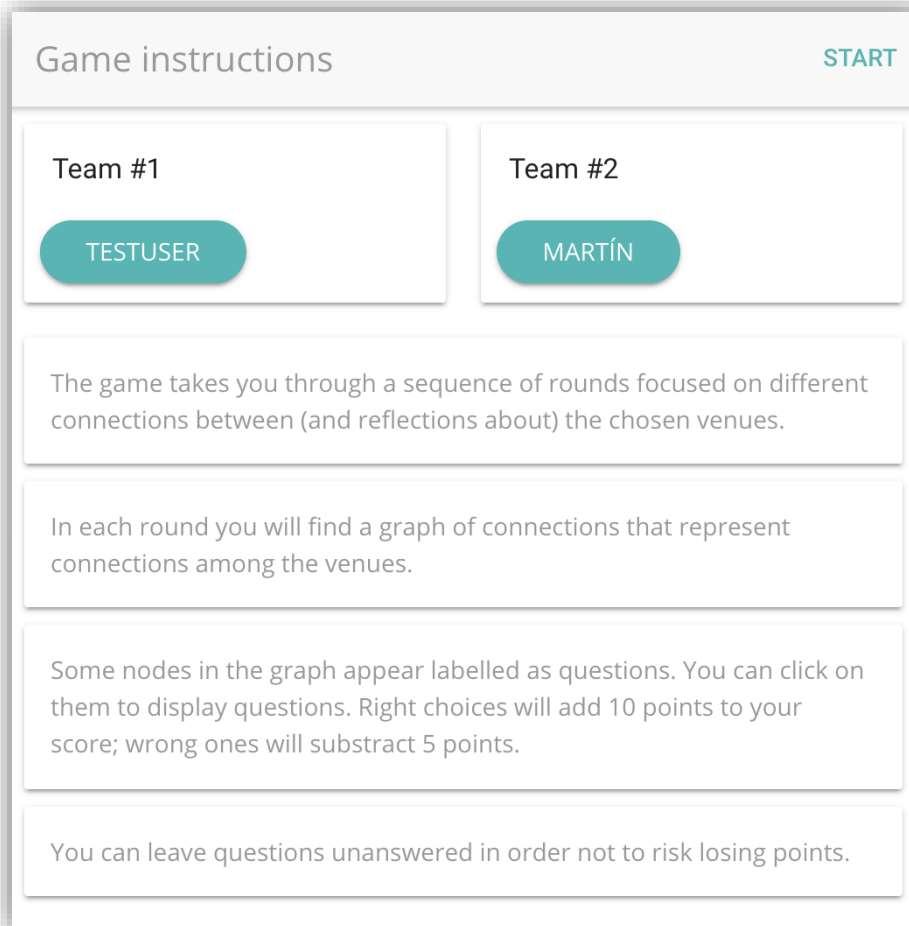 Game instructions
START
Team #1
TESTUSER
Team #2
MARTÍN
The game takes you through a sequence of rounds focused on different
connections between (and reflections about) the chosen venues.
In each round you will find a graph of connections that represent
connections among the venues.
Some nodes in the graph appear labelled as questions. You can click on
them to display questions. Right choices will add 10 points to your
score; wrong ones will substract 5 points.
You can leave questions unanswered in order not to risk losing points.